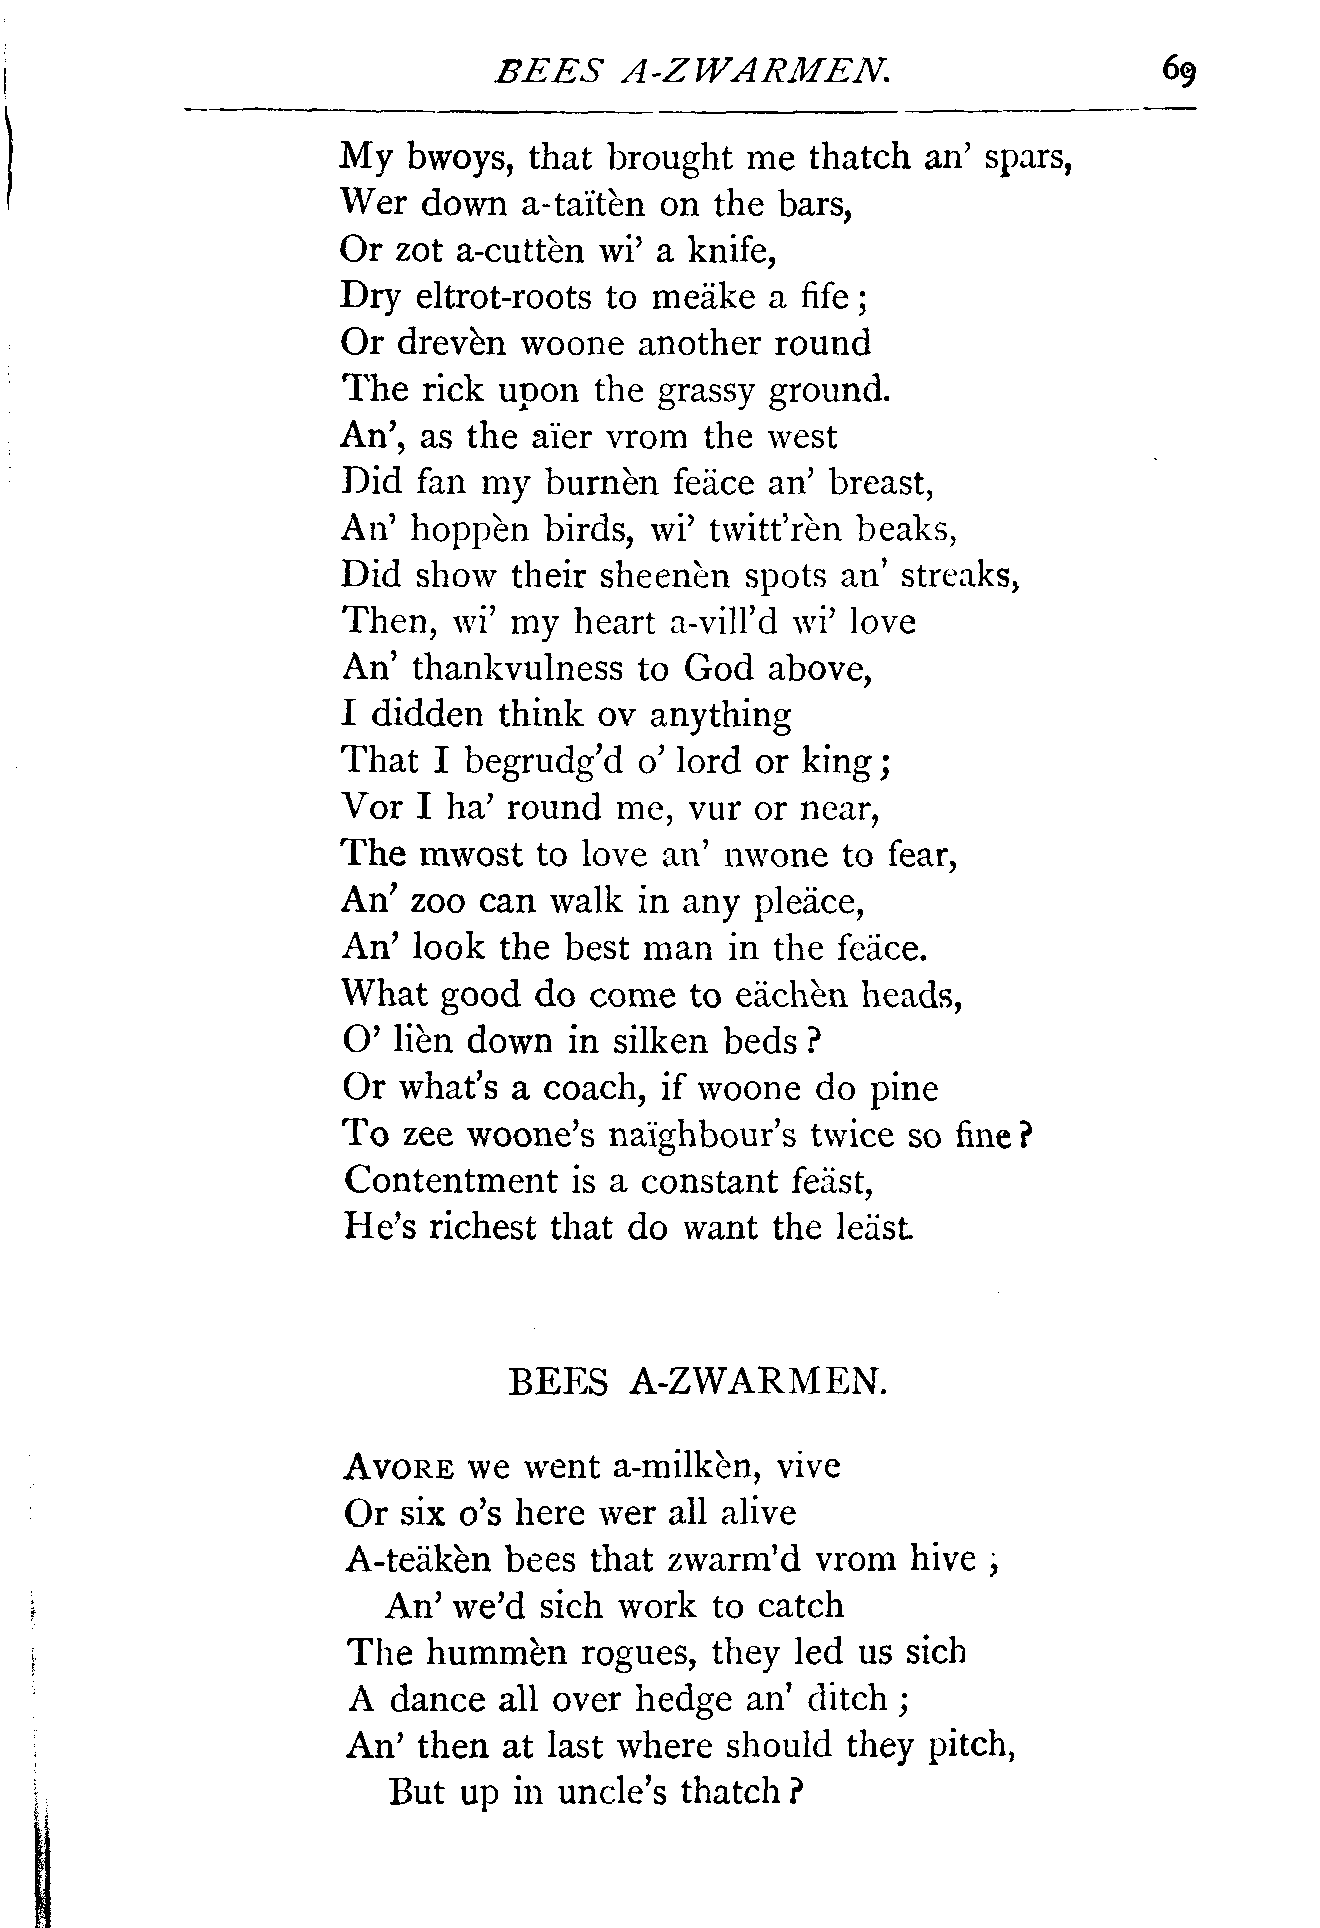 BEES A-ZWARMEN. 69
My bwoys, that brought me thatch an’ spars,
Wer down a-taïtèn on the bars,
Or zot a-cuttèn wi’ a knife,
Dry eltrot-roots to meäke a fife;
Or drevèn woone another round
The rick upon the grassy ground.
An’, as the aïer vrom the west
Did fan my burnèn feäce an’ breast,
An’ hoppèn birds, wi’ twitt’rèn beaks,
Did show their sheenèn spots an’ streaks,
Then, wi’ my heart a-vill’d wi’ love
An’ thankvulness to God above,
I didden think ov anything
That I begrudg’d o’ lord or king;
Vor I ha’ round me, vur or near,
The mwost to love an’ nwone to fear,
An’ zoo can walk in any pleäce,
An’ look the best man in the feäce.
What good do come to eächèn heads,
O’ lièn down in silken beds?
Or what’s a coach, if woone do pine
To zee woone’s naïghbour’s twice so fine?
Contentment is a constant feäst,
He’s richest that do want the leäst.
BEES A-ZWARMEN.
AVORE we went a-milkèn, vive
Or six o’s here wer all alive
A-teäkèn bees that zwarm’d vrom hive;
An’ we’d sich work to catch
The hummèn rogues, they led us sich
A dance all over hedge an’ ditch;
An’ then at last where should they pitch,
But up in uncle’s thatch?